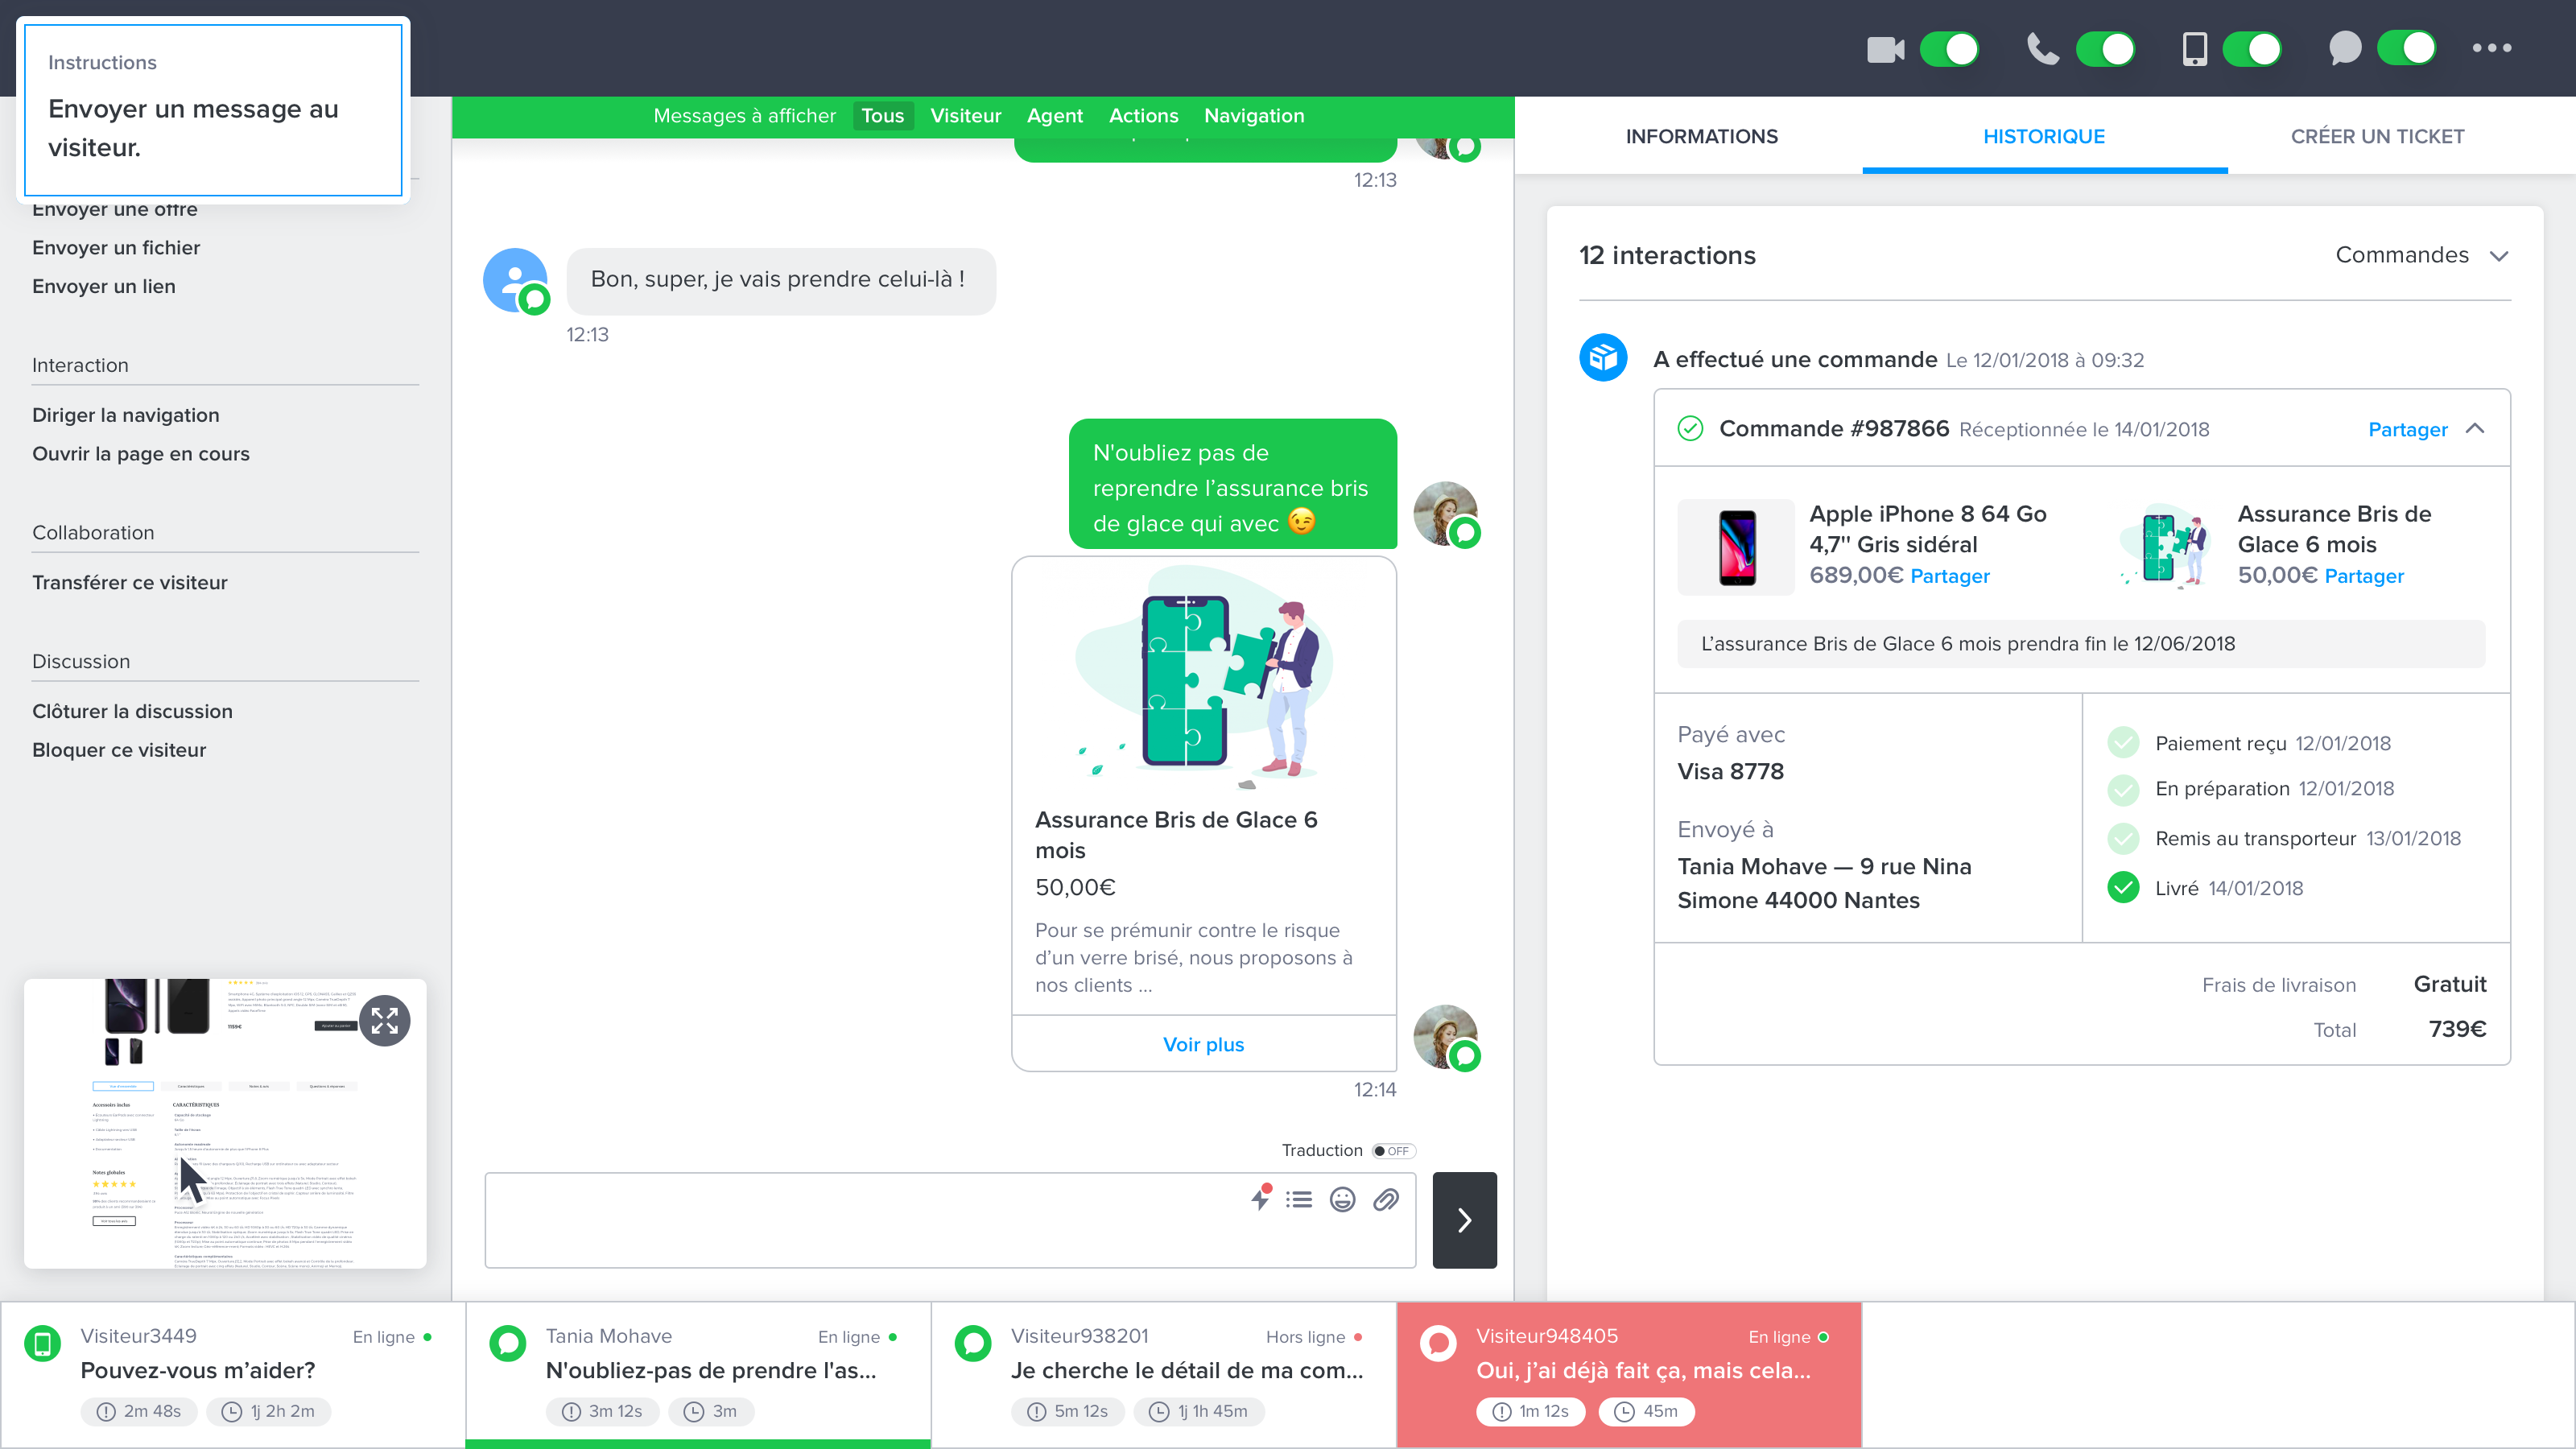 Instructions
Envoyer un message au
visiteur.
Envoyer une offre
Envoyer un fichier
Envoyer un lien
Interaction
Diriger la navigation
Ouvrir la page en cours
Collaboration
Transférer ce visiteur
Discussion
Clôturer la discussion
Bloquer ce visiteur
1159€
Accessoires inclus
CARACTÉRISTIQUES
Notes globales
Messages à afficher Tous Visiteur Agent Actions Navigation
12:13
Bon, super, je vais prendre celui-là !
12:13
N'oubliez pas de
reprendre l’assurance bris
de glace qui avec 😉
Assurance Bris de Glace 6
mois
50,00€
Pour se prémunir contre le risque
d’un verre brisé, nous proposons à
nos clients ...
Voir plus
12:14
Traduction OFF
INFORMATIONS HISTORIQUE CRÉER UN TICKET
12 interactions Commandes
A effectué une commande Le 12/01/2018 à 09:32
Commande #987866 Réceptionnée le 14/01/2018 Partager
Apple iPhone 8 64 Go
4,7'' Gris sidéral
689,00€ Partager
Assurance Bris de
Glace 6 mois
50,00€ Partager
L’assurance Bris de Glace 6 mois prendra fin le 12/06/2018
Payé avec
Visa 8778
Envoyé à
Tania Mohave — 9 rue Nina
Simone 44000 Nantes
Paiement reçu 12/01/2018
En préparation 12/01/2018
Remis au transporteur 13/01/2018
Livré 14/01/2018
Frais de livraison Gratuit
Total 739€
Visiteur3449 En ligne
Pouvez-vous m’aider?
2m 48s 1j 2h 2m
Tania Mohave En ligne
N'oubliez-pas de prendre l'as...
3m 12s 3m
Visiteur938201 Hors ligne
Je cherche le détail de ma com...
5m 12s 1j 1h 45m
Visiteur948405 En ligne
Oui, j’ai déjà fait ça, mais cela...
1m 12s 45m